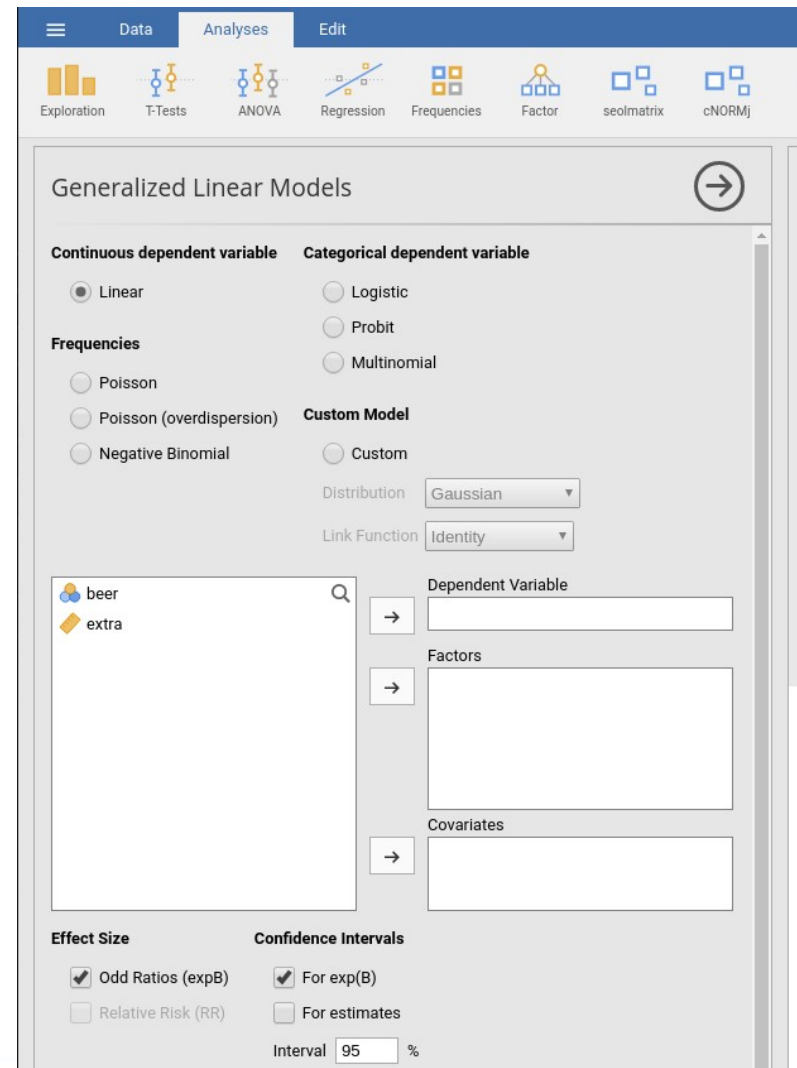 Data Analyses Edit
Exploration T-Tests ANOVA Regression Frequencies Factor seolmatrix cNORMj
Generalized Linear Models
Continuous dependent variable Categorical dependent variable
Linear Logistic
Probit
Frequencies
Multinomial
Poisson
Poisson (overdispersion) Custom Model
Negative Binomial Custom
Distribution Gaussian
Link Function Identity
beer Dependent Variable
extra
Factors
Covariates
Effect Size Confidence Intervals
Odd Ratios (expB) For exp(B)
Relative Risk (RR) For estimates
Interval 95 %